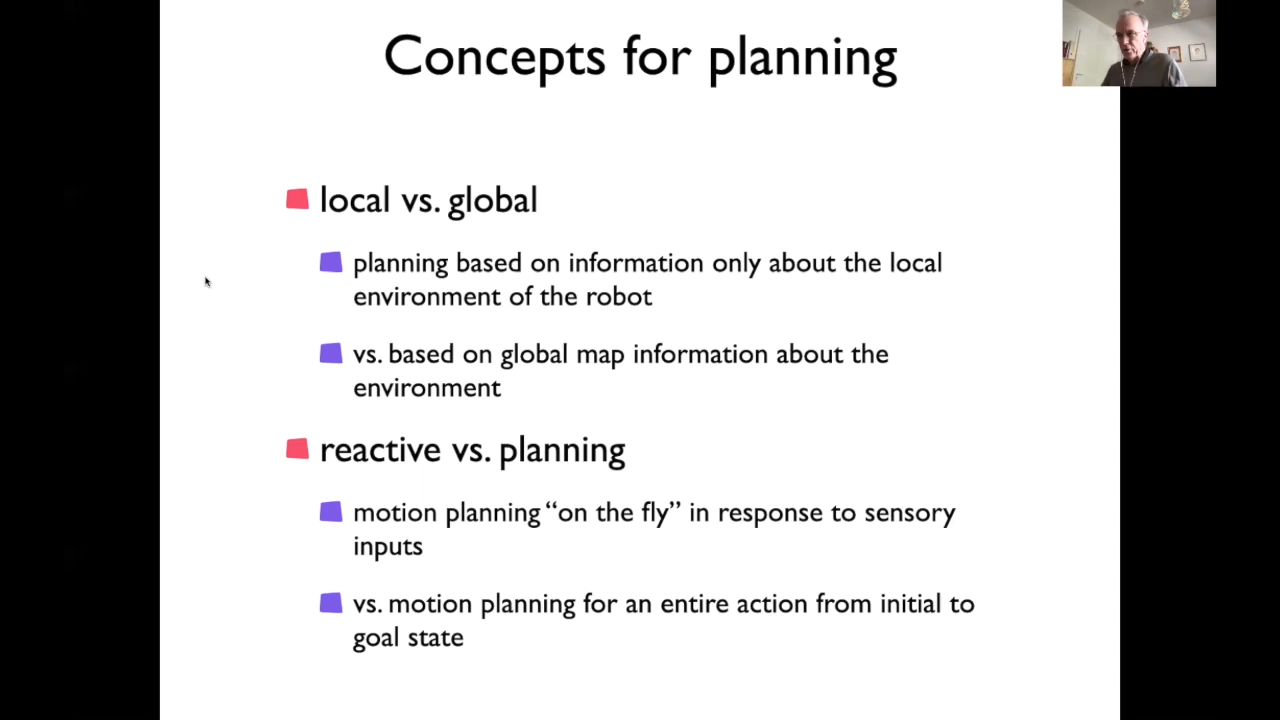 Concepts for planning
local vs. global
planning based on information only about the local
environment of the robot
vs. based on global map information about the
environment
reactive vs. planning
motion planning “on the fly” in response to sensory
inputs
vs. motion planning for an entire action from initial to
goal state